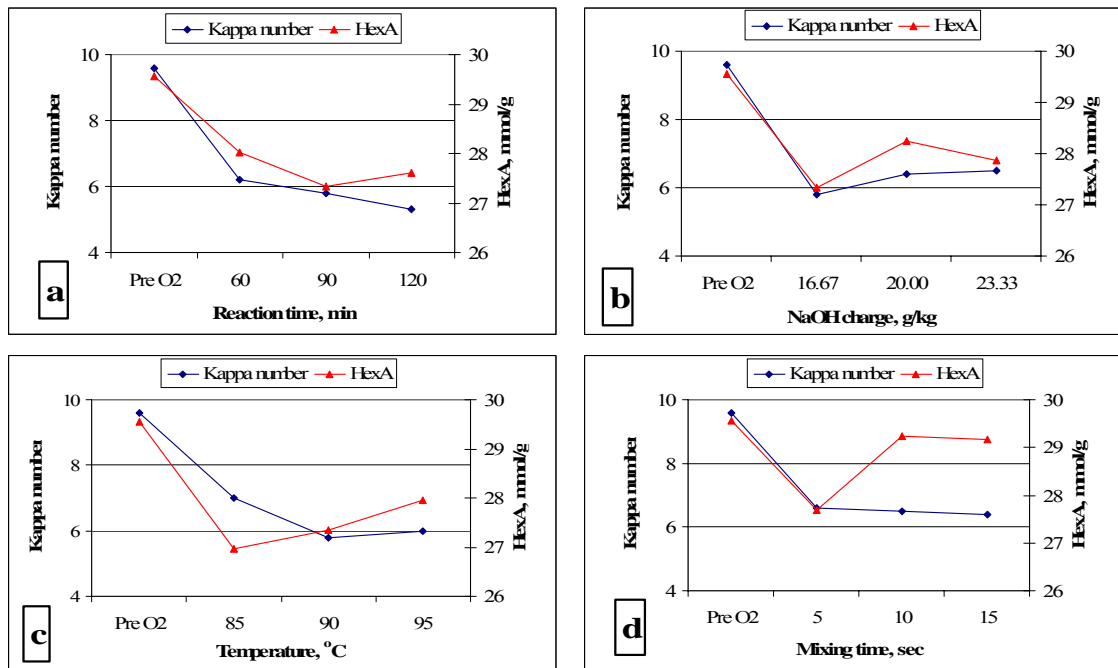 Kappa number HexA
10 30
29
8
28
6
27
4 26
Kappa number
HexA, mmol/g
Pre O2 60 90 120
Reaction time, min
a
Kappa number HexA
10 30
29
8
28
6
27
4 26
Kappa number
HexA, mmol/g
Pre O2 16.67 20.00 23.33
NaOH charge, g/kg
b
Kappa number HexA
10 30
29
8
28
6
27
4 26
Kappa number
HexA, mmol/g
Pre O2 85 90 95
Temperature, °C
c
Kappa number HexA
10 30
29
8
28
6
27
4 26
Kappa number
HexA, mmol/g
Pre O2 5 10 15
Mixing time, sec
d